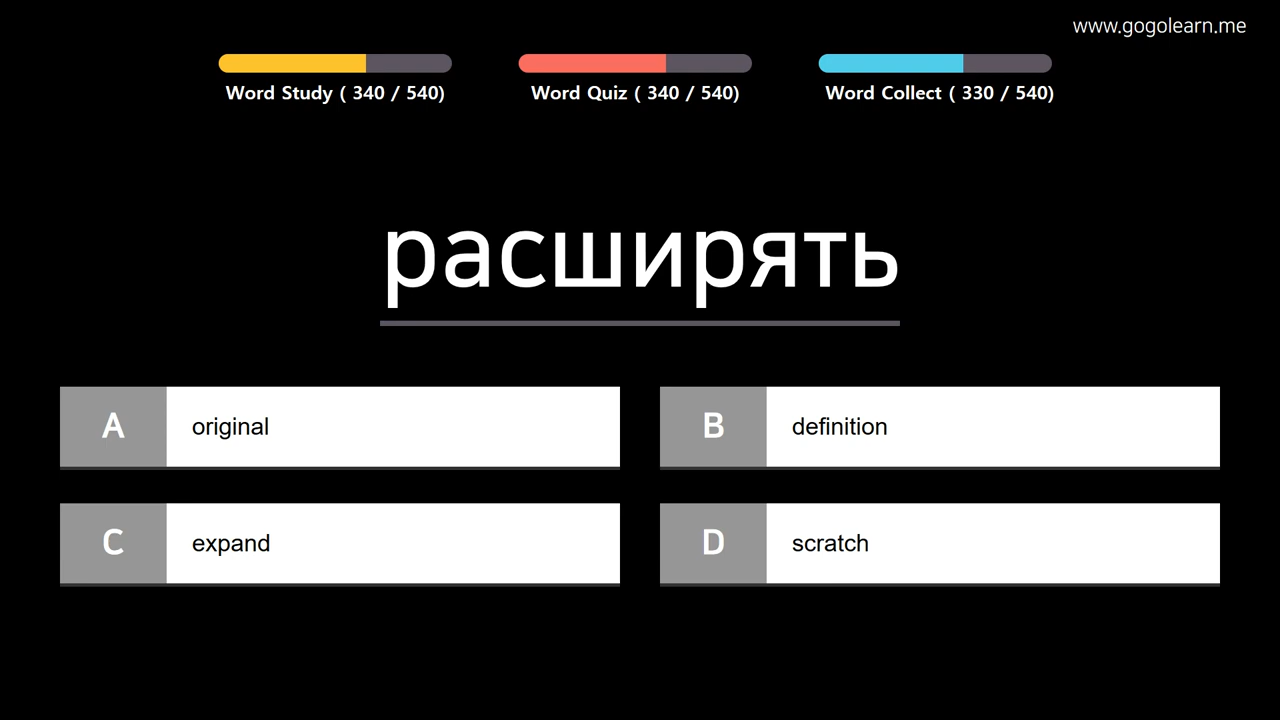 www.gogolearn.me
Word Study ( 340 / 540)
Word Quiz ( 340 / 540)
Word Collect ( 330 / 540)
расширять
A original
B definition
C expand
D scratch